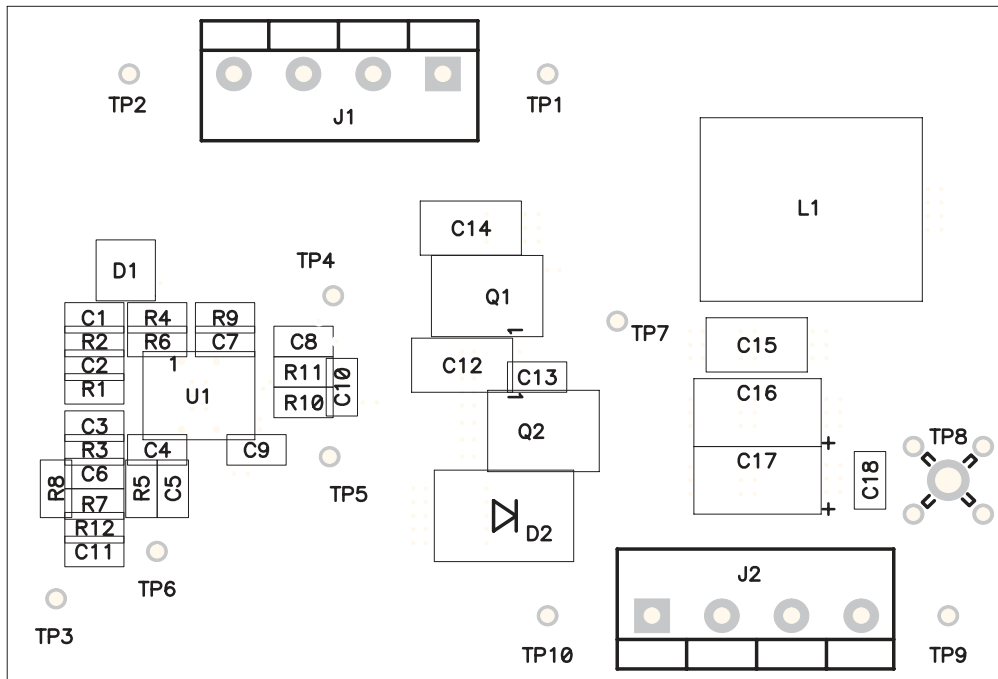 TP2
J1
TP1
L1
C14
D1
TP4
Q1
1
TP7
C1
R4
R9
R2
R6
C7
C8
C15
C2
1
R11
C10
C12
C13
R1
U1
R10
1
C16
C3
Q2
R3
C4
C9
TP5
+
TP8
C6
R8
R5
C5
C17
C18
R7
+
R12
D2
C11
TP6
J2
TP3
TP10
TP9